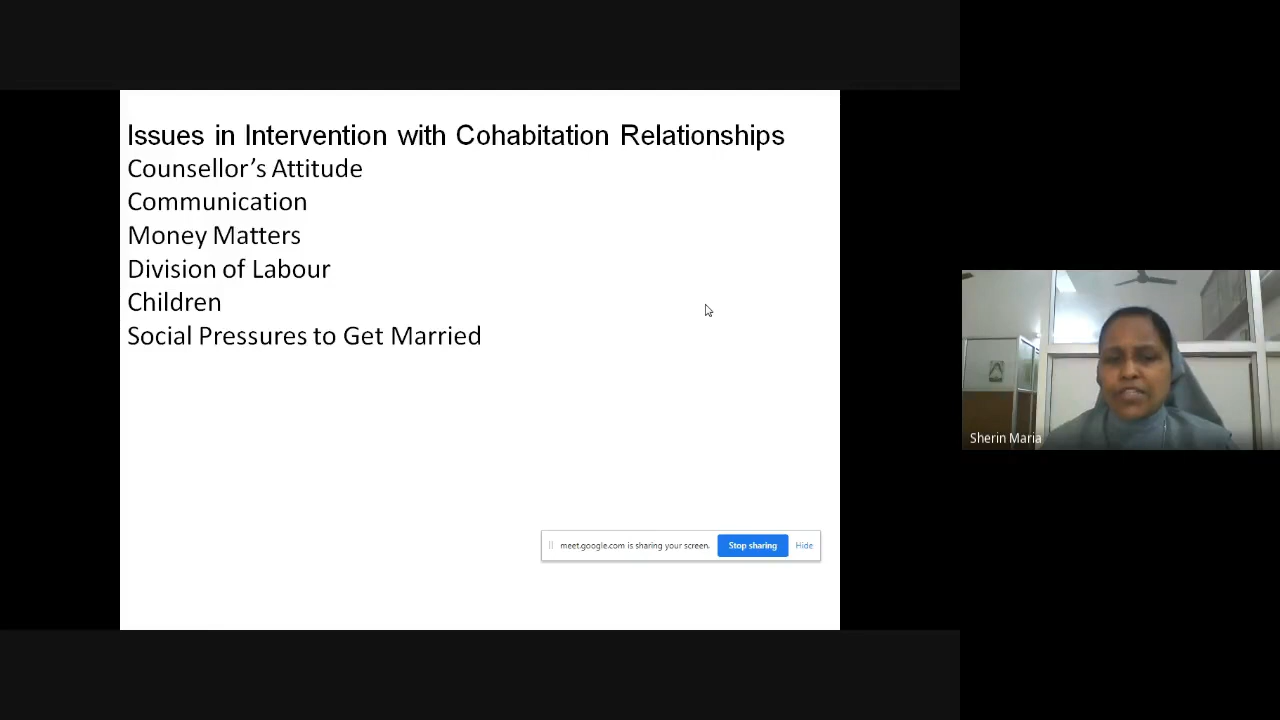 Issues in Intervention with Cohabitation Relationships
Counsellor’s Attitude
Communication
Money Matters
Division of Labour
Children
Social Pressures to Get Married
Sherin Maria
meet.google.com is sharing your screen. Stop sharing Hide